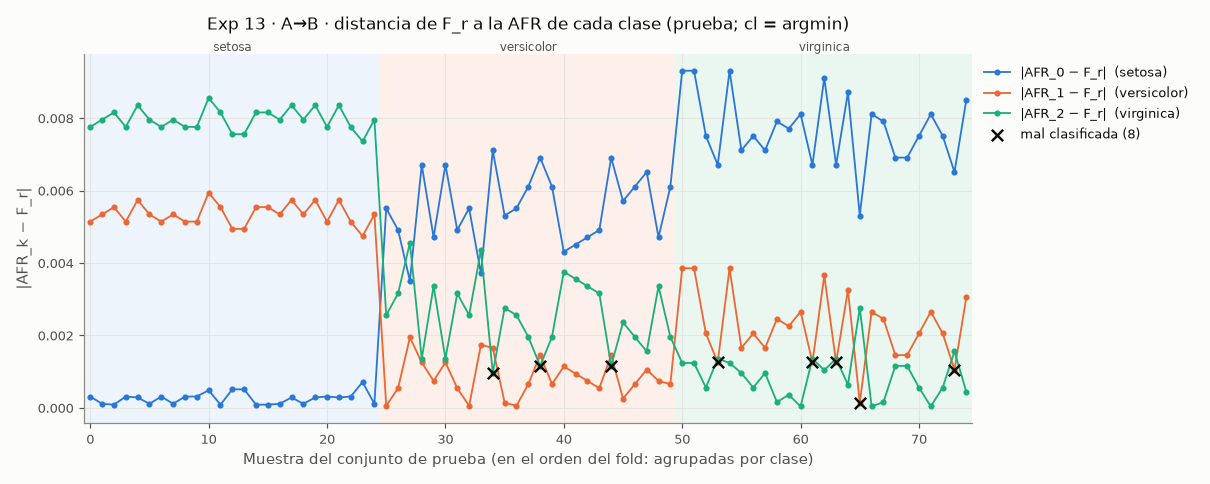 Exp 13 · A→B · distancia de F_r a la AFR de cada clase (prueba; cl = argmin)
setosa
versicolor
virginica
|AFR_0 − F_r| (setosa)
|AFR_1 − F_r| (versicolor)
|AFR_2 − F_r| (virginica)
mal clasificada (8)
|AFR_k − F_r|
0.008
0.006
0.004
0.002
0.000
0
10
20
30
40
50
60
70
Muestra del conjunto de prueba (en el orden del fold: agrupadas por clase)